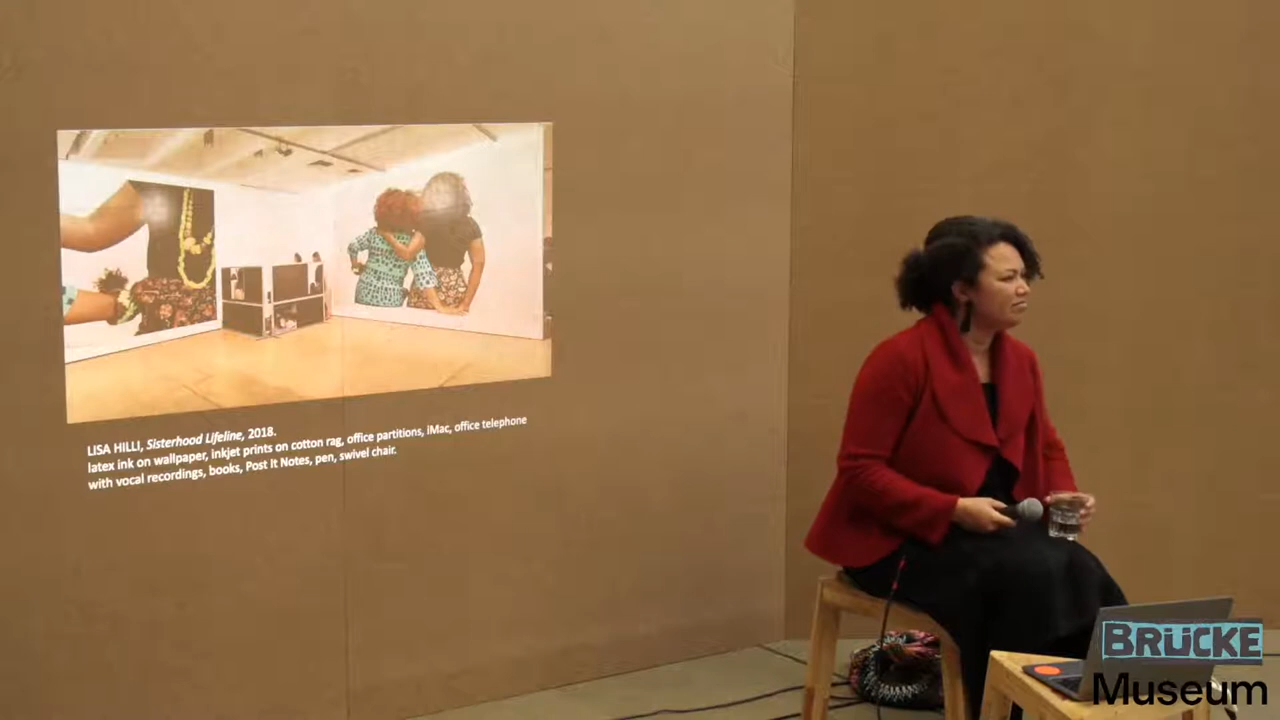 LISA HILLI, Sisterhood Lifeline, 2018.
latex ink on wallpaper, inkjet prints on cotton rag, office partitions, iMac, office telephone
with vocal recordings, books, Post It Notes, pen, swivel chair.
BRÜCKE
Museum